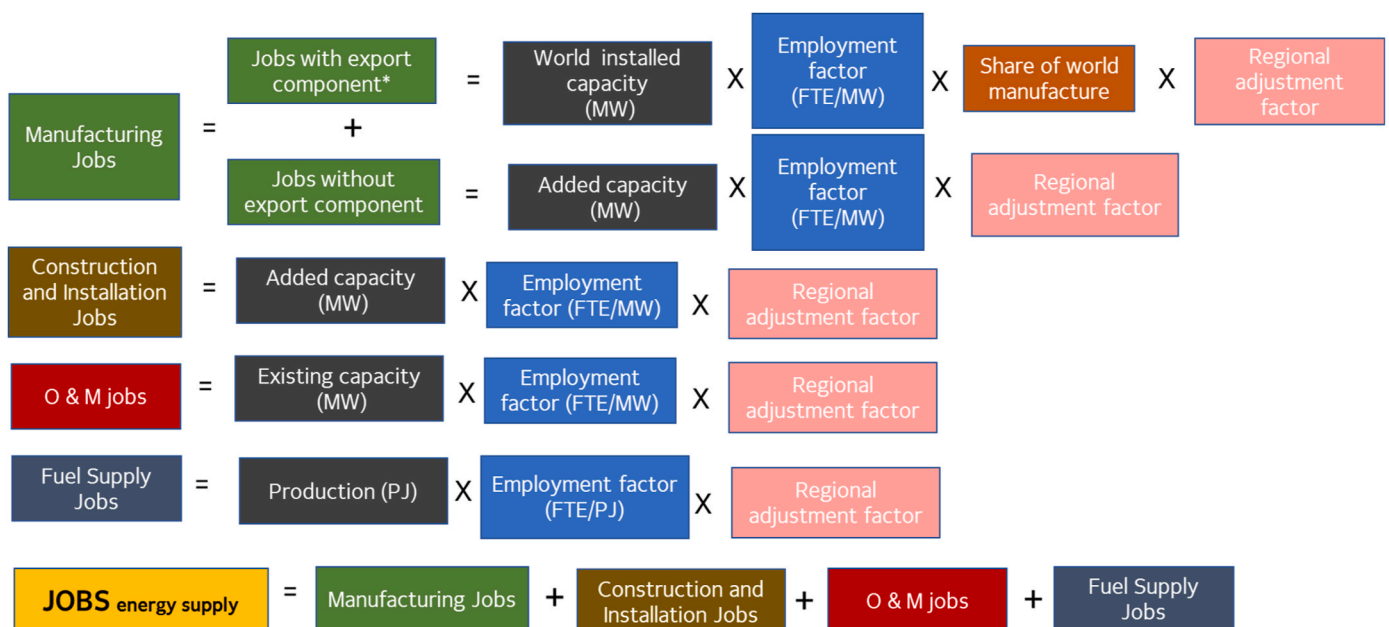 Jobs with export
component*
=
World installed
capacity
(MW)
X
Employment
factor
(FTE/MW)
X
Share of world
manufacture
X
Regional
adjustment
factor
Manufacturing
Jobs
=
+
Jobs without
export component
=
Added capacity
(MW)
X
Employment
factor
(FTE/MW)
X
Regional
adjustment factor
Construction
and Installation
Jobs
=
Added capacity
(MW)
X
Employment
factor (FTE/MW)
X
Regional
adjustment factor
O & M jobs
=
Existing capacity
(MW)
X
Employment
factor (FTE/MW)
X
Regional
adjustment factor
Fuel Supply
Jobs
=
Production (PJ)
X
Employment factor
(FTE/PJ)
X
Regional
adjustment factor
JOBS energy supply
=
Manufacturing Jobs
+
Construction and
Installation Jobs
+
O & M jobs
+
Fuel Supply
Jobs